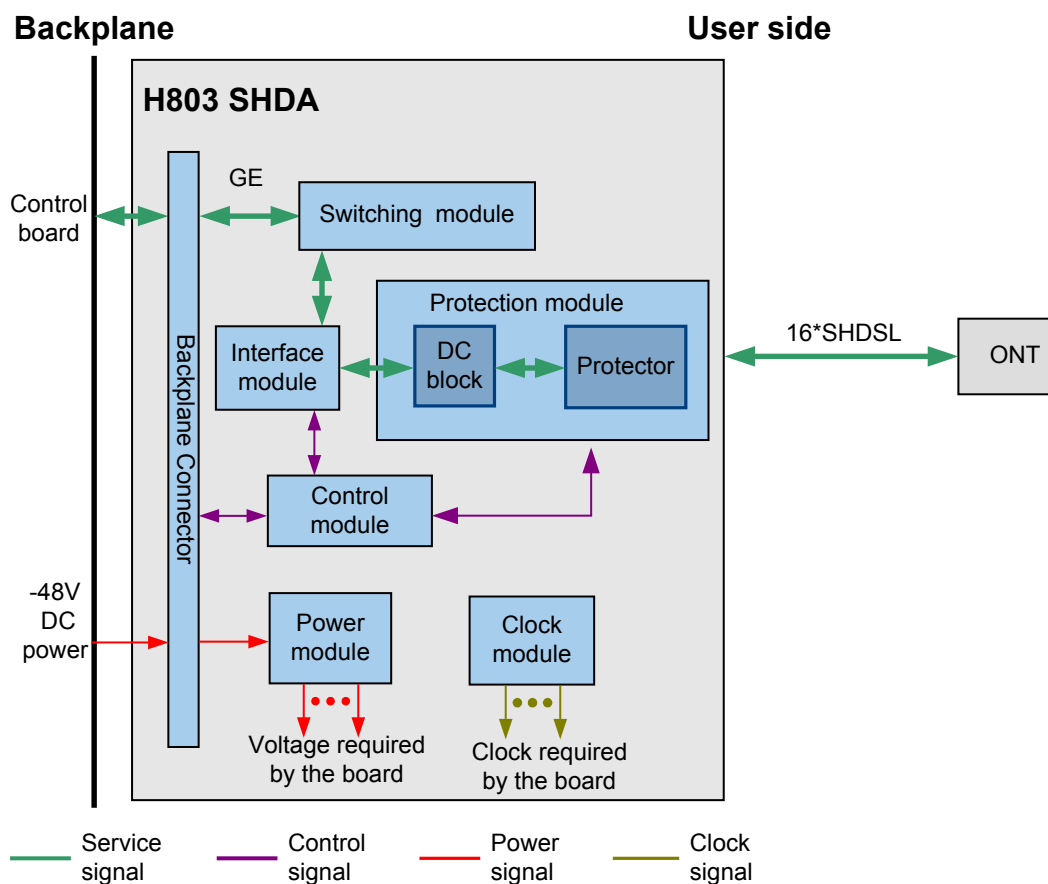 Backplane
User side
H803 SHDA
GE
Control
board
Switching module
Protection module
Interface
module
DC
block
Protector
16*SHDSL
ONT
Backplane Connector
Control
module
-48V
DC
power
Power
module
Clock
module
Voltage required
by the board
Clock required
by the board
Service
signal
Control
signal
Power
signal
Clock
signal